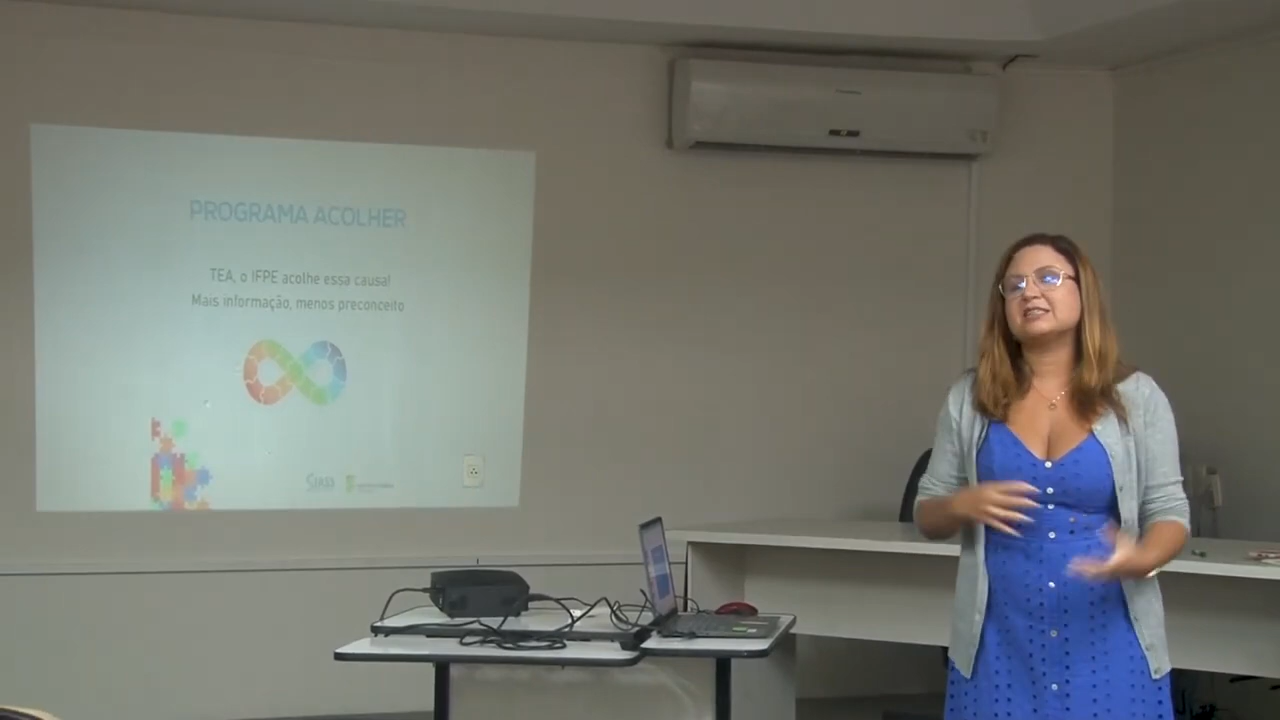 PROGRAMA ACOLHER
TEA, o IFPE acolhe essa causa!
Mais informação, menos preconceito